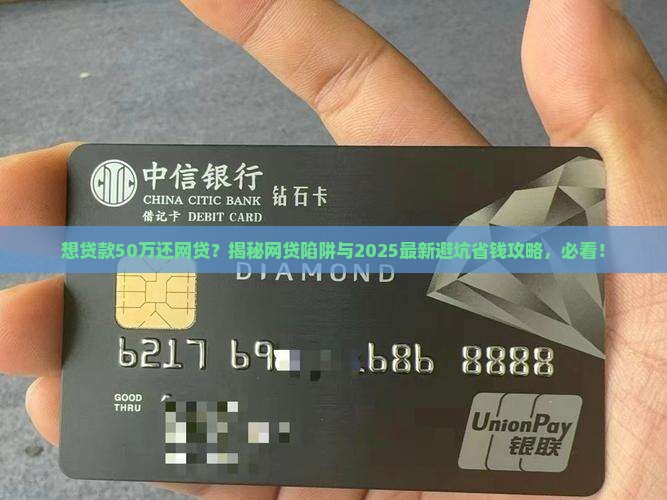 中信银行
CHINA CITIC BANK 钻石卡
借记卡 DEBIT CARD
想贷款50万还网贷？揭秘网贷陷阱与2025最新避坑省钱攻略，必看！
DIAMOND
6217 69 686 8888
GOOD
THRU
UnionPay
银联